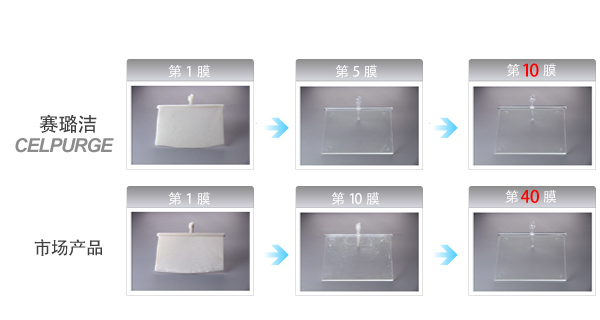 第 1 膜
第 5 膜
第 10 膜
赛璐洁
CELPURGE
第 1 膜
第 10 膜
第 40 膜
市场产品